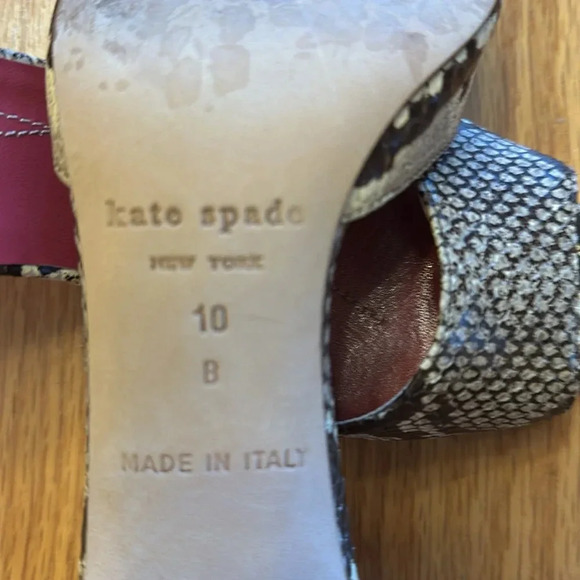 kate spade
NEW YORK
10
B
MADE IN ITALY